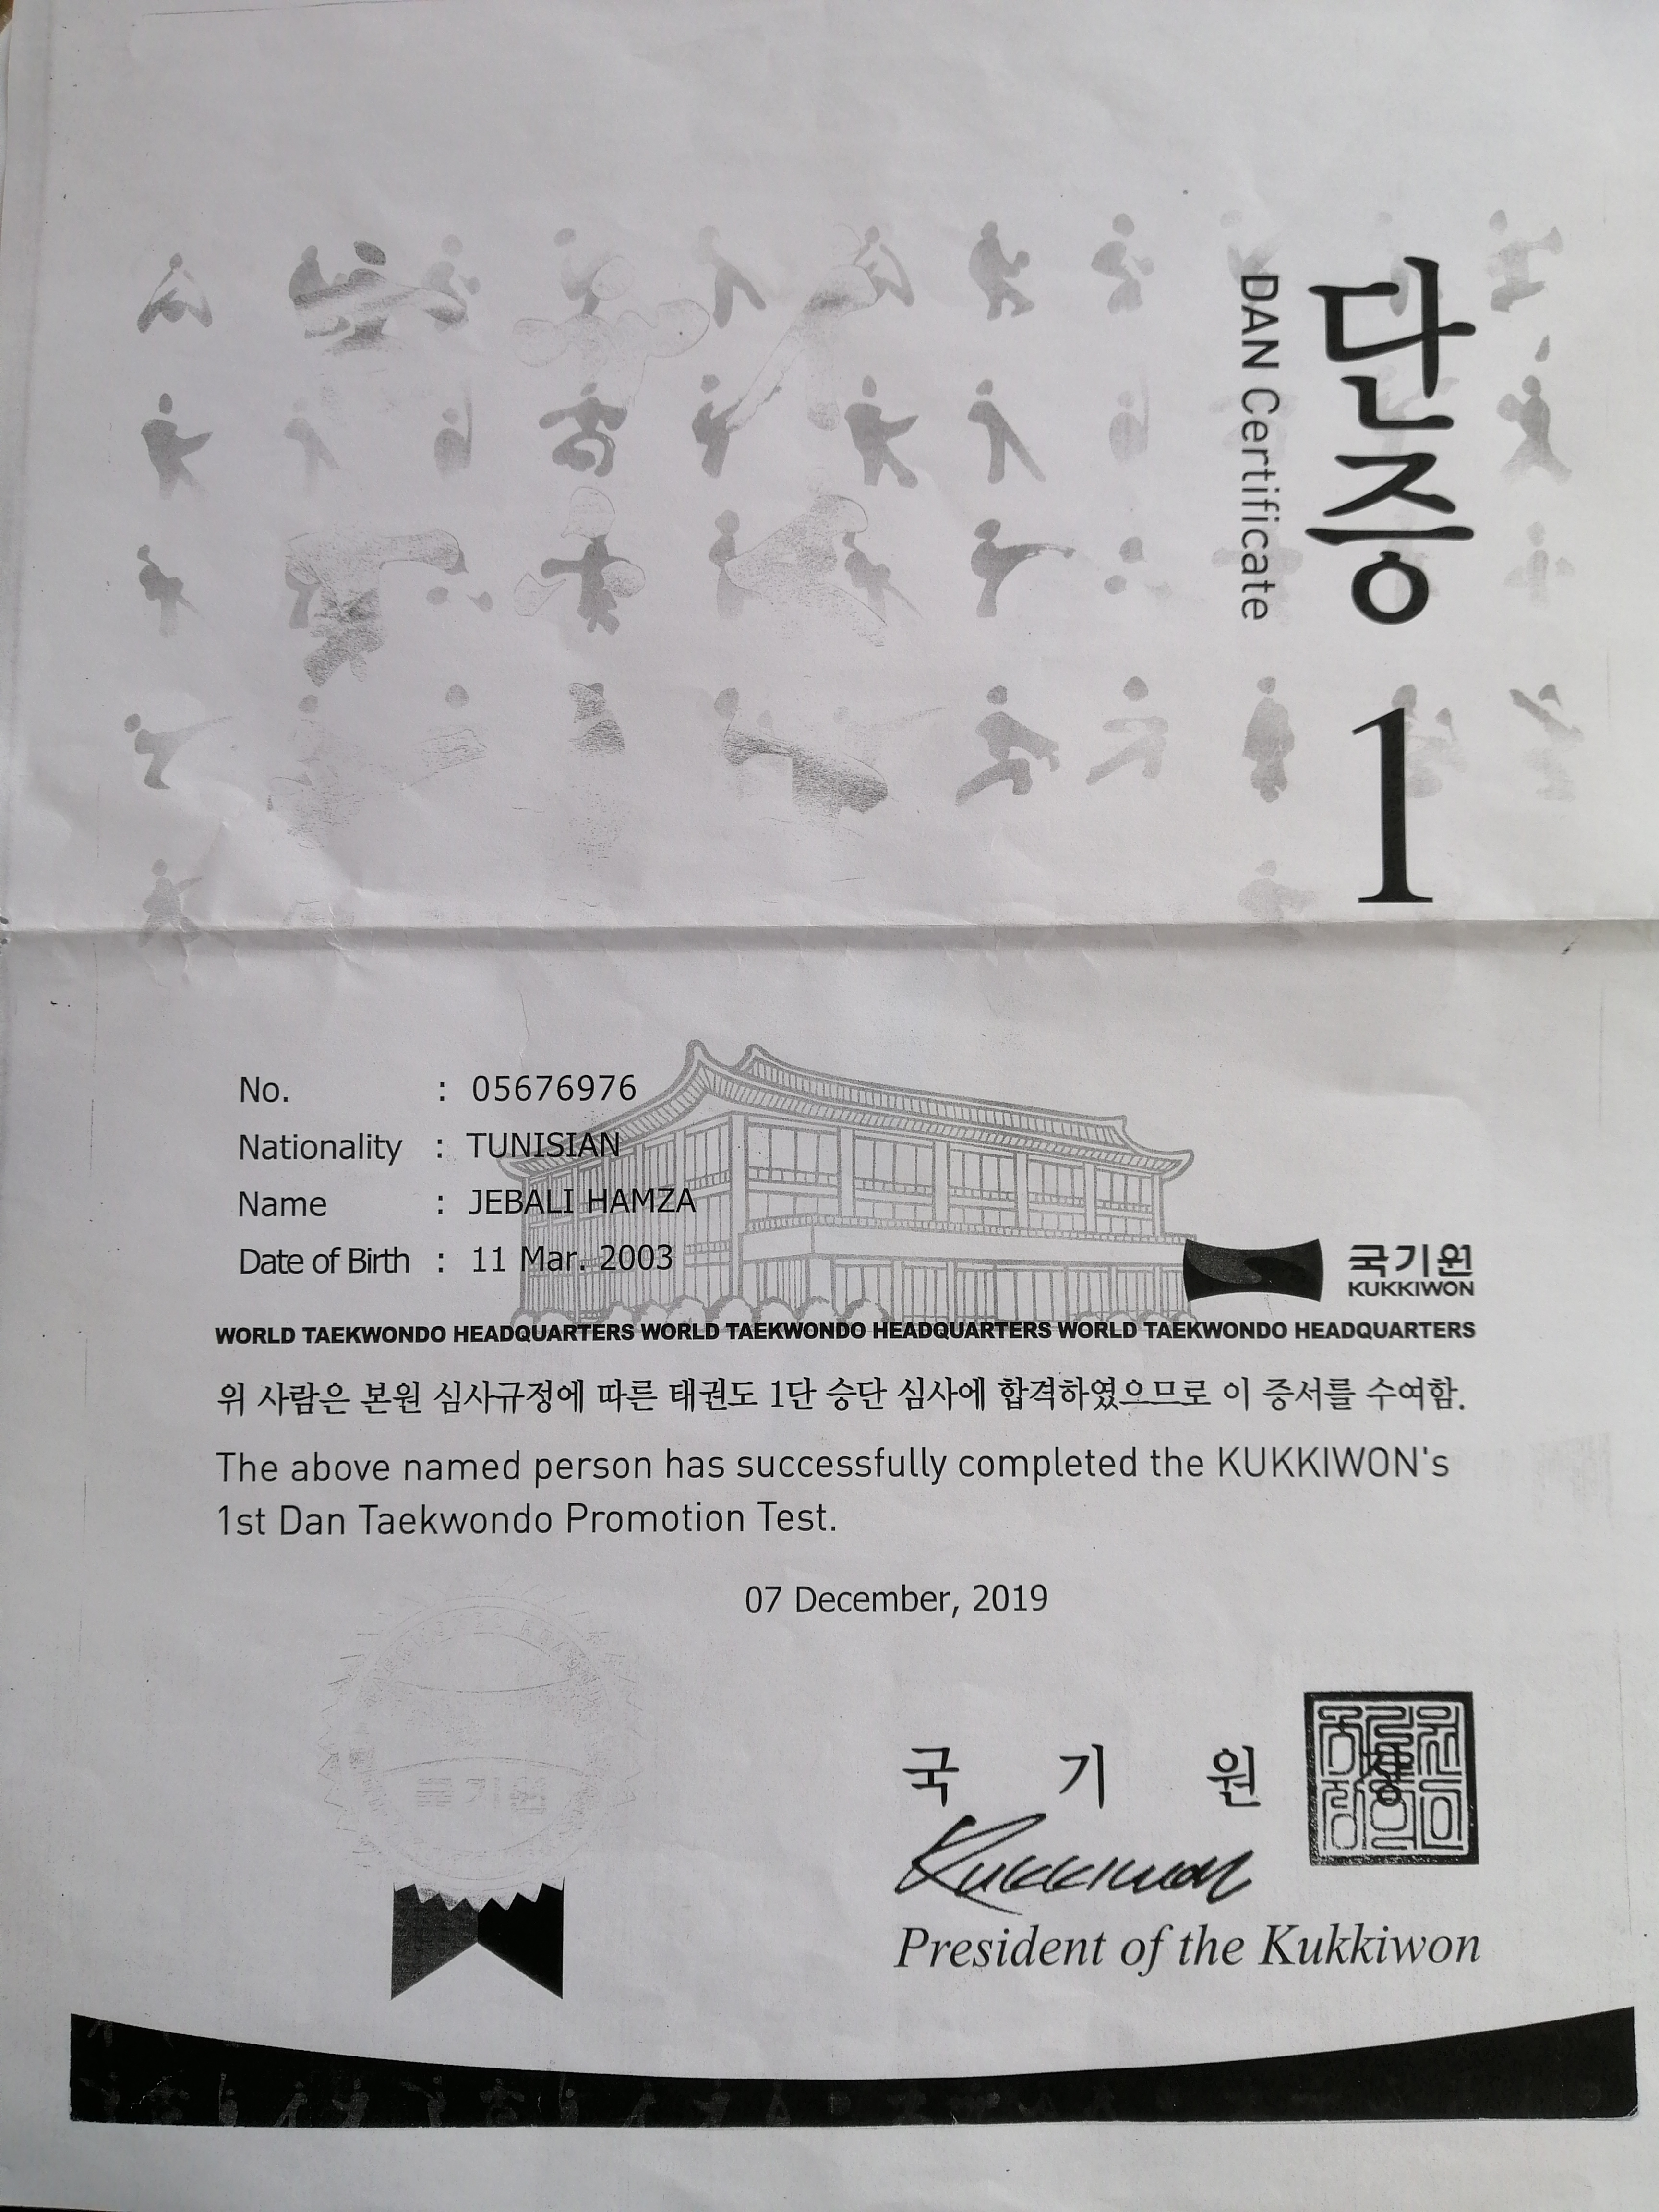 단증 1
DAN Certificate
No. : 05676976
Nationality : TUNISIAN
Name : JEBALI HAMZA
Date of Birth : 11 Mar. 2003
국기원
KUKKIWON
WORLD TAEKWONDO HEADQUARTERS WORLD TAEKWONDO HEADQUARTERS WORLD TAEKWONDO HEADQUARTERS
위 사람은 본원 심사규정에 따른 태권도 1단 승단 심사에 합격하였으므로 이 증서를 수여함.
The above named person has successfully completed the KUKKIWON's
1st Dan Taekwondo Promotion Test.
07 December, 2019
국기원
국 기 원 장
Kukkiwon
President of the Kukkiwon